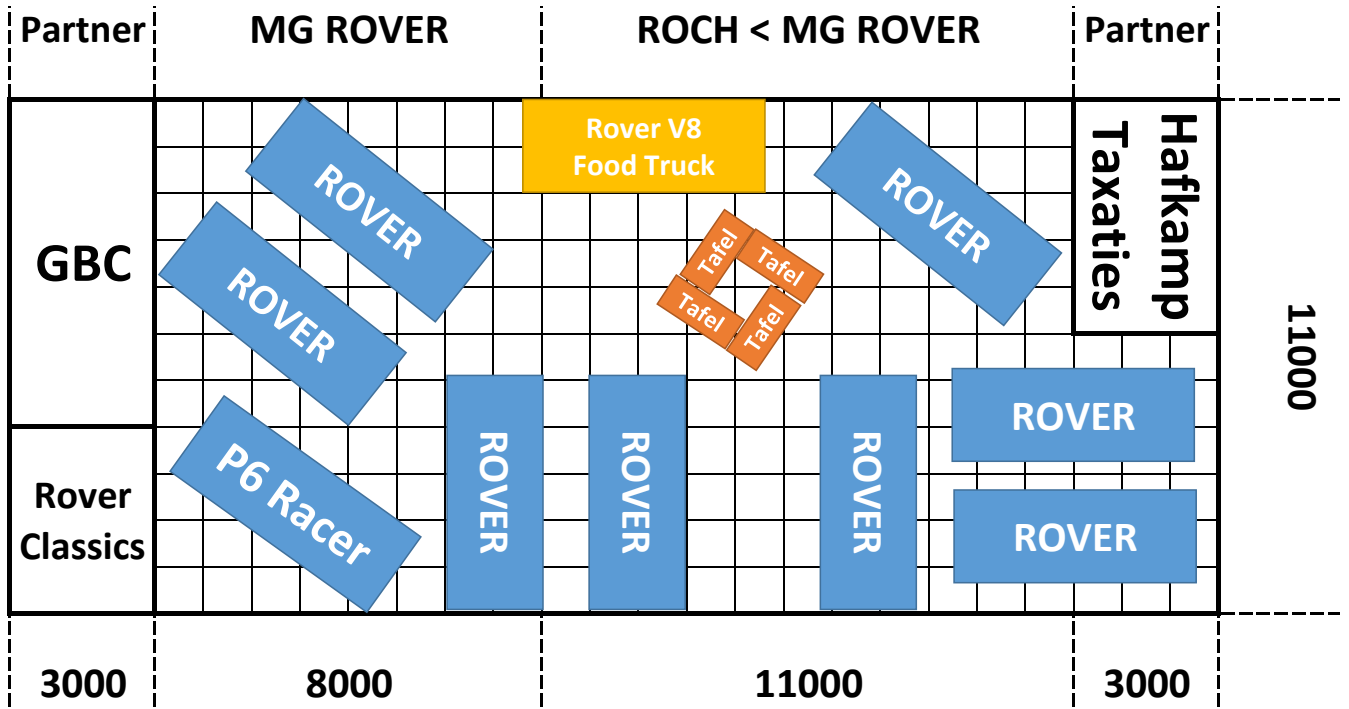 Partner
MG ROVER
ROCH < MG ROVER
Partner
GBC
Rover
Classics
ROVER
ROVER
P6 Racer
ROVER
Rover V8
Food Truck
Tafel
Tafel
Tafel
Tafel
ROVER
ROVER
ROVER
ROVER
ROVER
Hafkamp
Taxaties
11000
3000
8000
11000
3000